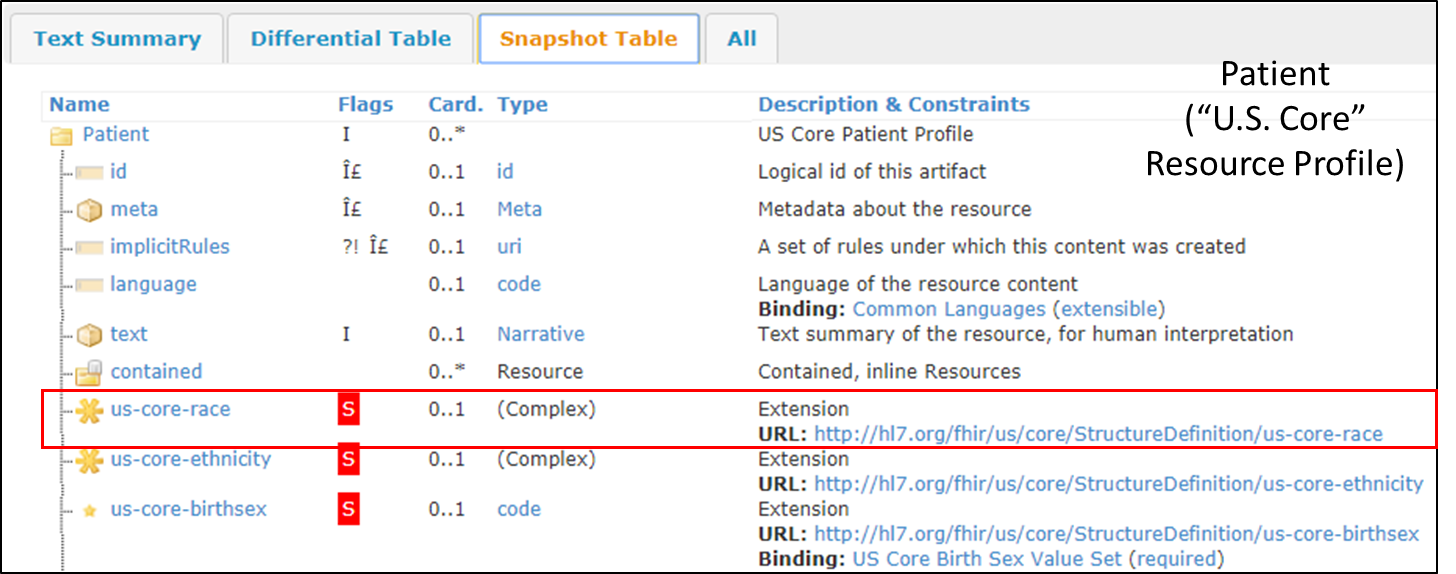 Text Summary Differential Table Snapshot Table All
Patient
(“U.S. Core”
Resource Profile)
Name Flags Card. Type Description & Constraints
Patient I 0..* US Core Patient Profile
id Î£ 0..1 id Logical id of this artifact
meta Î£ 0..1 Meta Metadata about the resource
implicitRules ?! Î£ 0..1 uri A set of rules under which this content was created
language 0..1 code Language of the resource content
Binding: Common Languages (extensible)
text I 0..1 Narrative Text summary of the resource, for human interpretation
contained 0..* Resource Contained, inline Resources
us-core-race S 0..1 (Complex) Extension
URL: http://hl7.org/fhir/us/core/StructureDefinition/us-core-race
us-core-ethnicity S 0..1 (Complex) Extension
URL: http://hl7.org/fhir/us/core/StructureDefinition/us-core-ethnicity
us-core-birthsex S 0..1 code Extension
URL: http://hl7.org/fhir/us/core/StructureDefinition/us-core-birthsex
Binding: US Core Birth Sex Value Set (required)